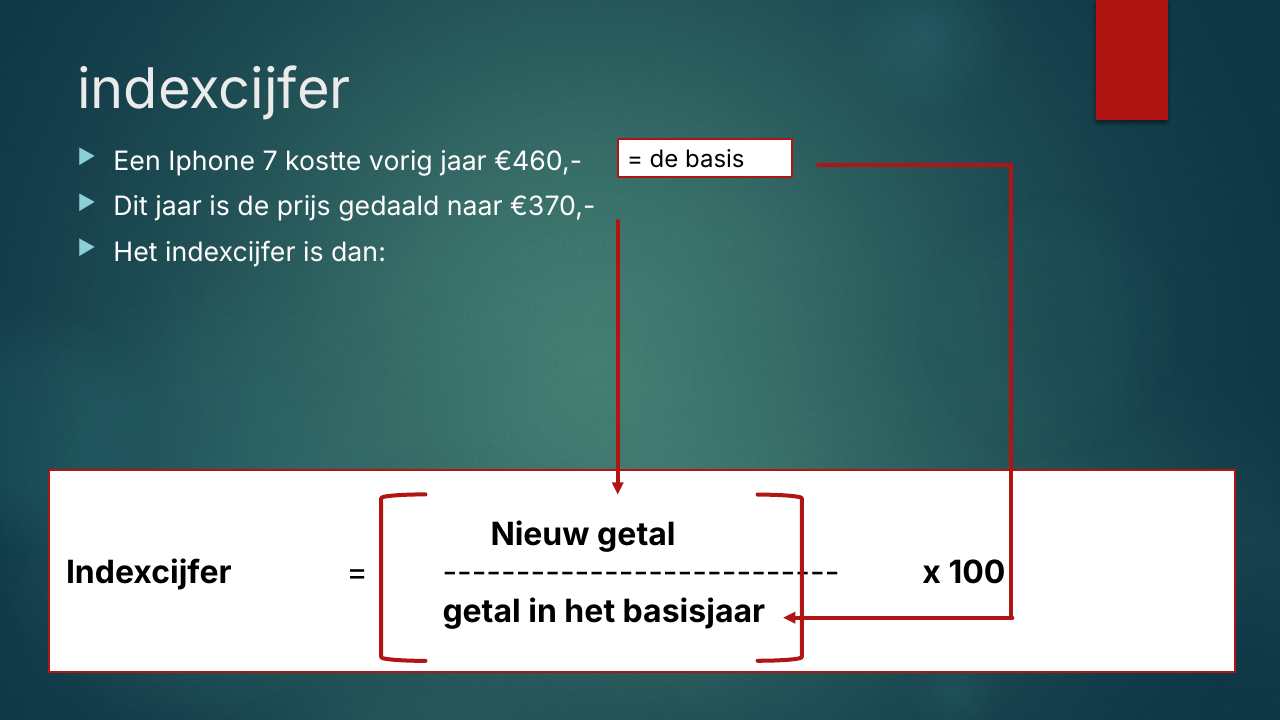 indexcijfer
Een Iphone 7 kostte vorig jaar €460,-
= de basis
Dit jaar is de prijs gedaald naar €370,-
Het indexcijfer is dan:
Nieuw getal
Indexcijfer = --------------------------- x 100
getal in het basisjaar